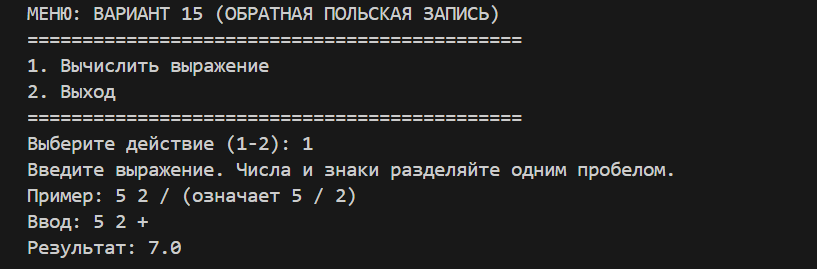 МЕНЮ: ВАРИАНТ 15 (ОБРАТНАЯ ПОЛЬСКАЯ ЗАПИСЬ)
=============================================
1. Вычислить выражение
2. Выход
=============================================
Выберите действие (1-2): 1
Введите выражение. Числа и знаки разделяйте одним пробелом.
Пример: 5 2 / (означает 5 / 2)
Ввод: 5 2 +
Результат: 7.0